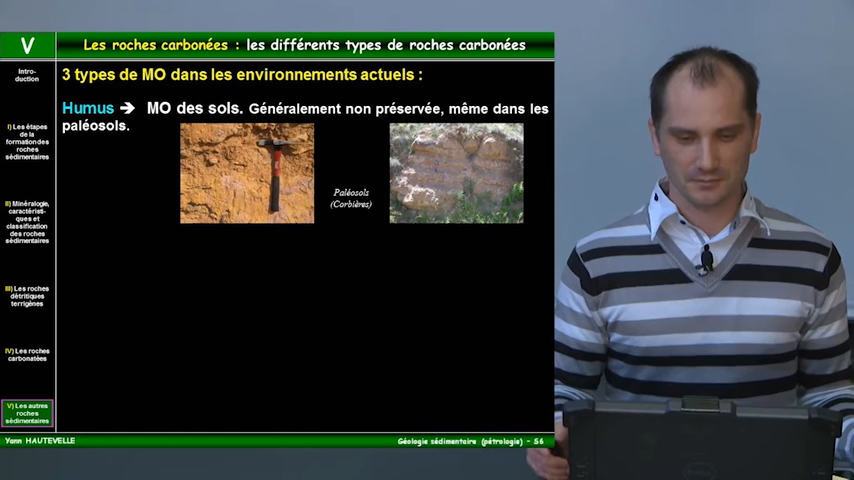 V
Les roches carbonées : les différents types de roches carbonées
Intro-
duction
I) Les étapes
de la
formation des
roches
sédimentaires
II) Minéralogie,
caractérist-
iques et
classification
des roches
sédimentaires
III) Les roches
détritiques
terrigènes
IV) Les roches
carbonatées
V) Les autres
roches
sédimentaires
3 types de MO dans les environnements actuels :
Humus ➔ MO des sols. Généralement non préservée, même dans les
paléosols.
Paléosols
(Corbières)
Yann HAUTEVELLE
Géologie sédimentaire (pétrologie) - 56